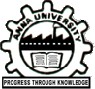 ANNA UNIVERSITY
PROGRESS THROUGH KNOWLEDGE